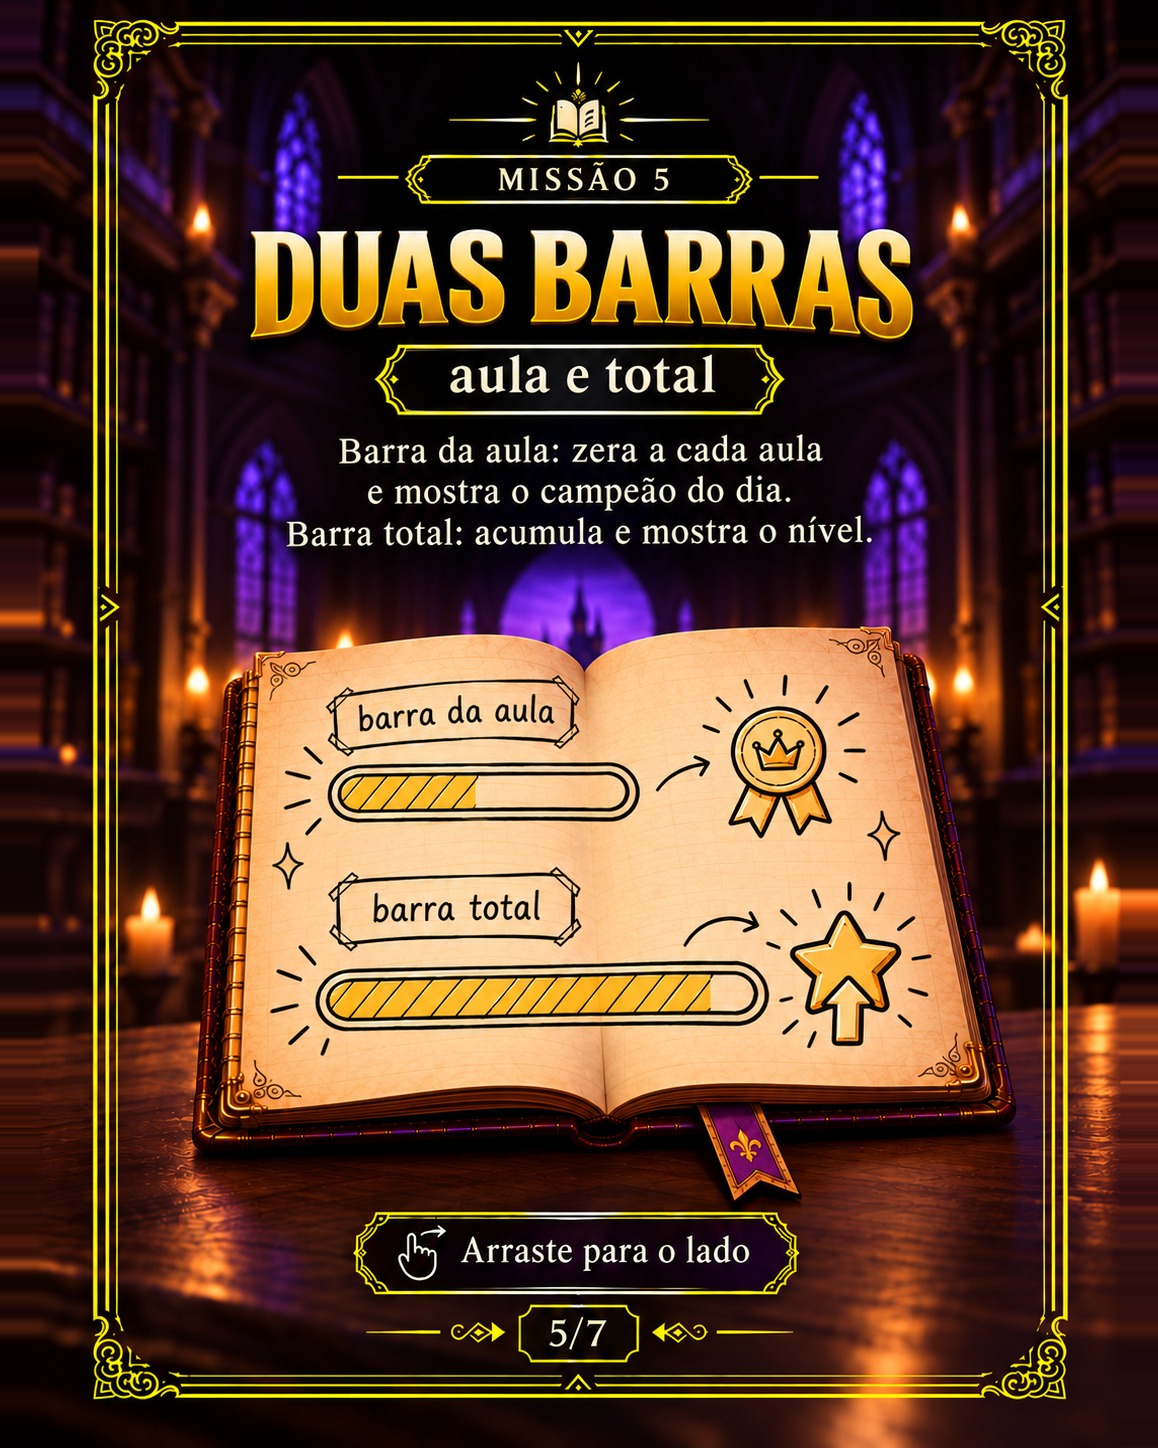 MISSÃO 5
DUAS BARRAS
aula e total
Barra da aula: zera a cada aula
e mostra o campeão do dia.
Barra total: acumula e mostra o nível.
barra da aula
barra total
Arraste para o lado
5/7